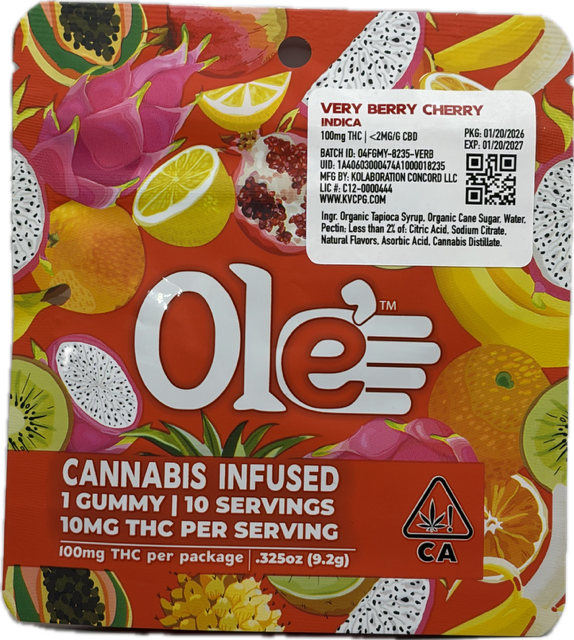 VERY BERRY CHERRY
INDICA
100mg THC | <2MG/G CBD
PKG: 01/20/2026
EXP: 01/20/2027
BATCH ID: 04FGMY-8235-VERB
UID: 1A40603000474A1000018235
MFG BY: KOLABORATION CONCORD LLC
LIC #: C12-0000444
WWW.KVCPG.COM
Ingr. Organic Tapioca Syrup, Organic Cane Sugar, Water,
Pectin; Less than 2% of: Citric Acid, Sodium Citrate,
Natural Flavors, Asorbic Acid, Cannabis Distillate.
Olé™
CANNABIS INFUSED
1 GUMMY | 10 SERVINGS
10MG THC PER SERVING
100mg THC per package | .325oz (9.2g)
CA